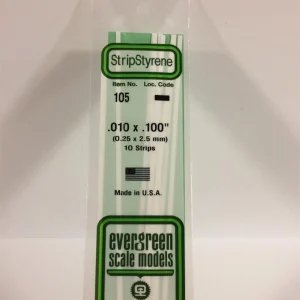 StripStyrene
Item No. Loc. Code
105
.010 x .100"
(0.25 x 2.5 mm)
10 Strips
Made in U.S.A.
evergreen
scale models